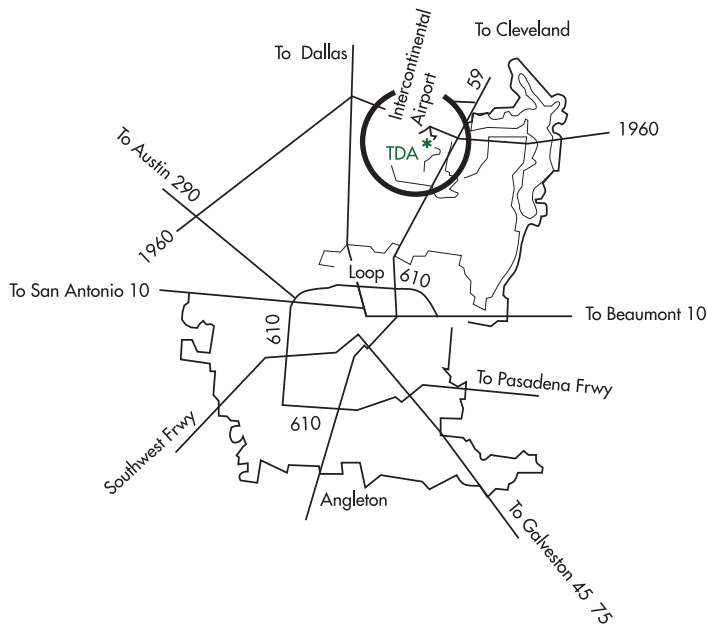 To Cleveland
To Dallas
Intercontinental
Airport
59
1960
TDA *
To Austin 290
1960
Loop 610
To San Antonio 10
To Beaumont 10
610
To Pasadena Frwy
610
Southwest Frwy
Angleton
To Galveston 45 75